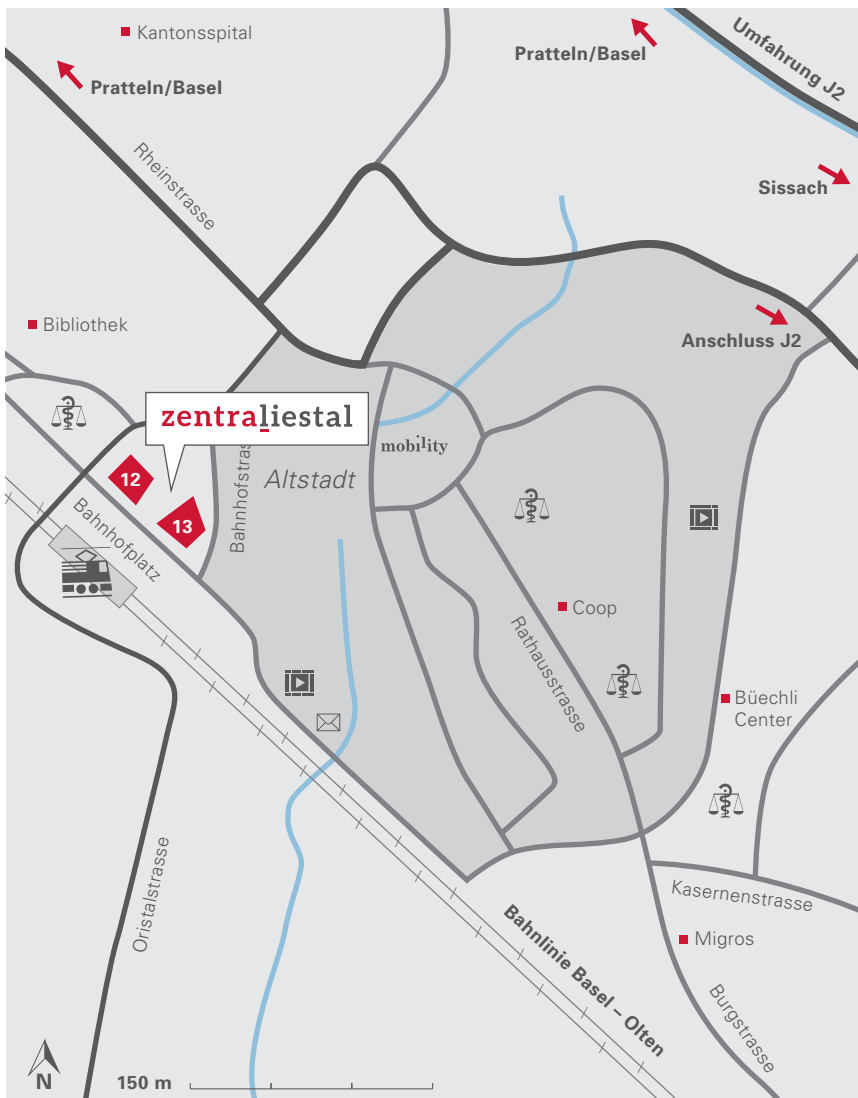 Kantonsspital
Pratteln/Basel
Pratteln/Basel
Umfahrung J2
Rheinstrasse
Sissach
Bibliothek
Anschluss J2
zentraliestal
mobility
Bahnhofstras
Altstadt
12
13
Bahnhofplatz
Coop
Rathausstrasse
Büechli
Center
Oristalstrasse
Kasernenstrasse
Migros
Bahnlinie Basel – Olten
Burgstrasse
N
150 m